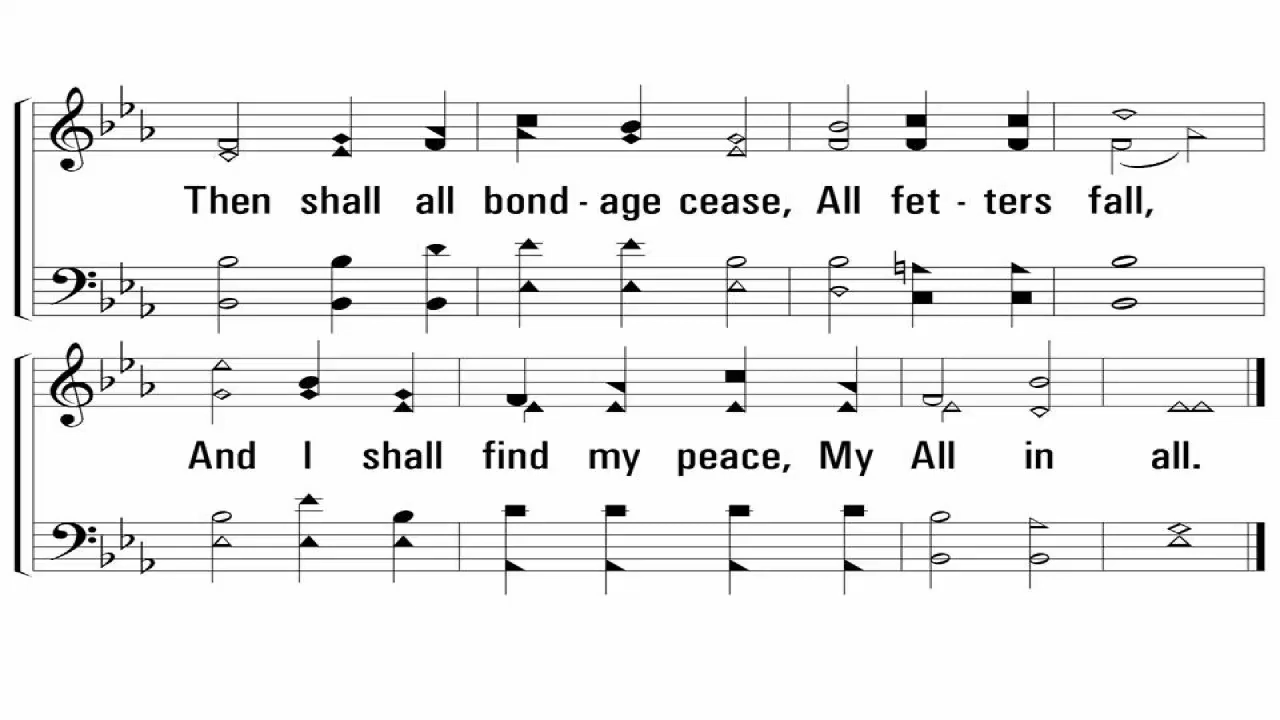 Then shall all bond - age cease, All fet - ters fall,
And I shall find my peace, My All in all.